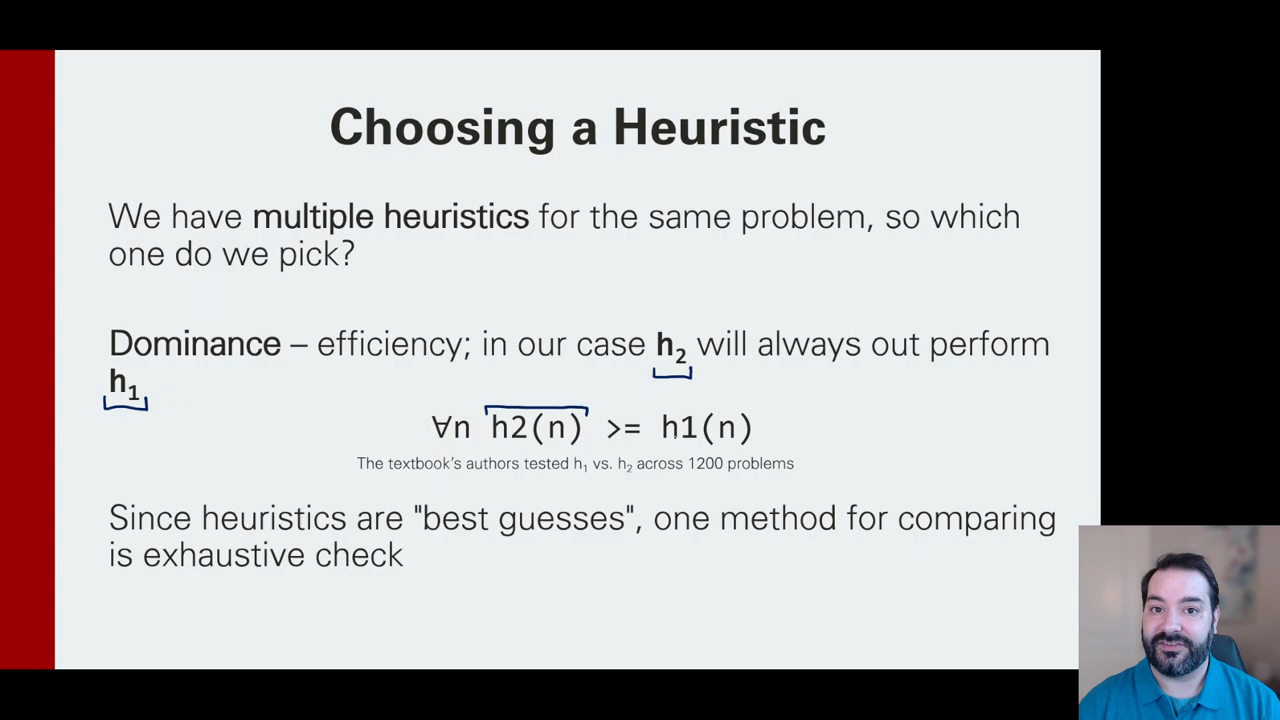 Choosing a Heuristic
We have multiple heuristics for the same problem, so which
one do we pick?
Dominance – efficiency; in our case h₂ will always out perform
h₁
∀n h2(n) >= h1(n)
The textbook's authors tested h₁ vs. h₂ across 1200 problems
Since heuristics are "best guesses", one method for comparing
is exhaustive check